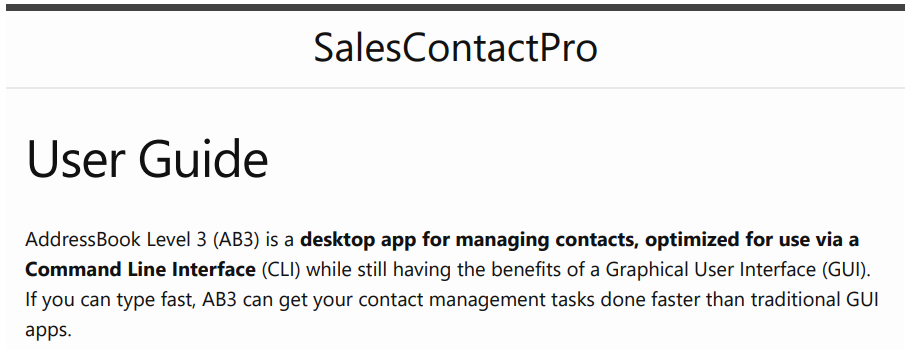 SalesContactPro
User Guide
AddressBook Level 3 (AB3) is a desktop app for managing contacts, optimized for use via a
Command Line Interface (CLI) while still having the benefits of a Graphical User Interface (GUI).
If you can type fast, AB3 can get your contact management tasks done faster than traditional GUI
apps.